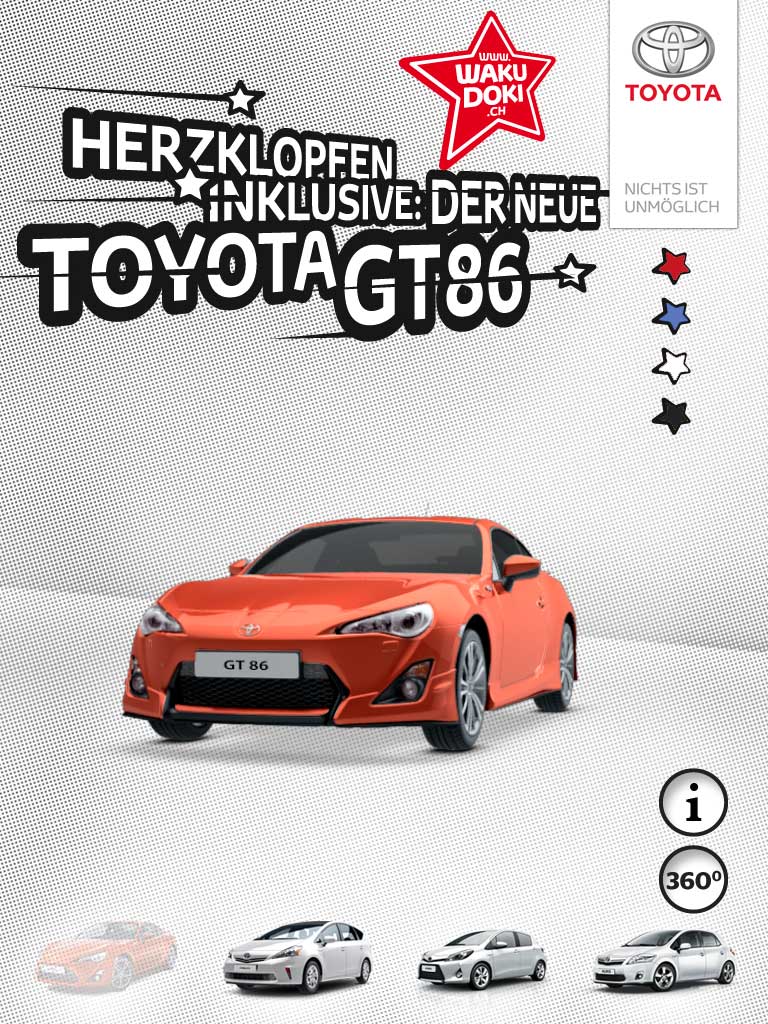 WWW.
WAKU
DOKI
.CH
TOYOTA
NICHTS IST
UNMÖGLICH
HERZKLOPFEN
INKLUSIVE: DER NEUE
TOYOTA GT86
GT 86
i
360°